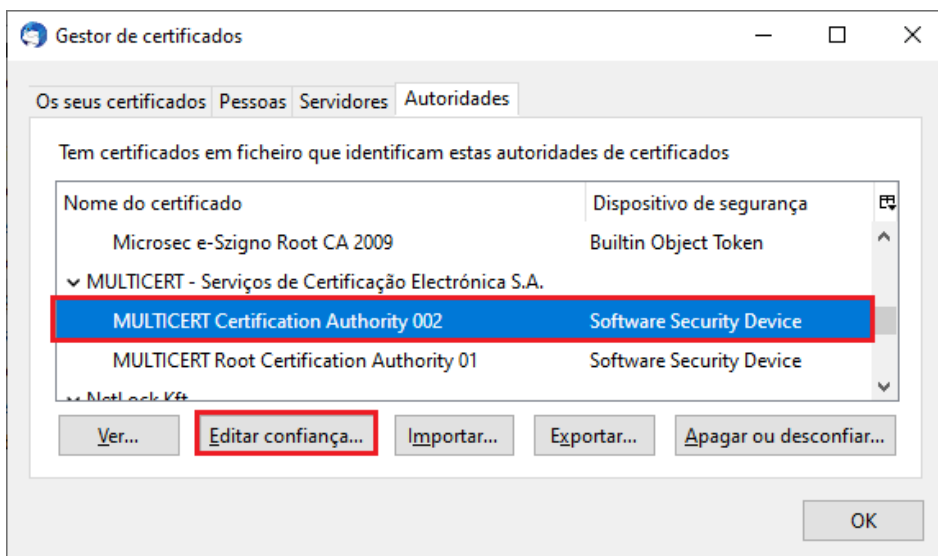 Gestor de certificados
Os seus certificados Pessoas Servidores Autoridades
Tem certificados em ficheiro que identificam estas autoridades de certificados
Nome do certificado Dispositivo de segurança
Microsec e-Szigno Root CA 2009 Builtin Object Token
MULTICERT - Serviços de Certificação Electrónica S.A.
MULTICERT Certification Authority 002 Software Security Device
MULTICERT Root Certification Authority 01 Software Security Device
NetLock Kft.
Ver... Editar confiança... Importar... Exportar... Apagar ou desconfiar...
OK